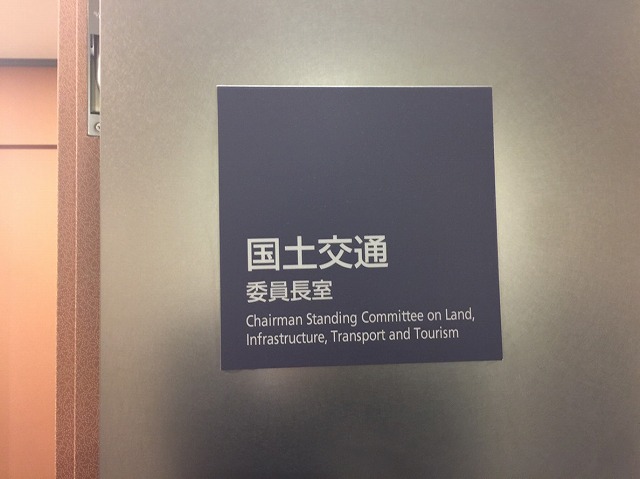 国土交通
委員長室
Chairman Standing Committee on Land,
Infrastructure, Transport and Tourism